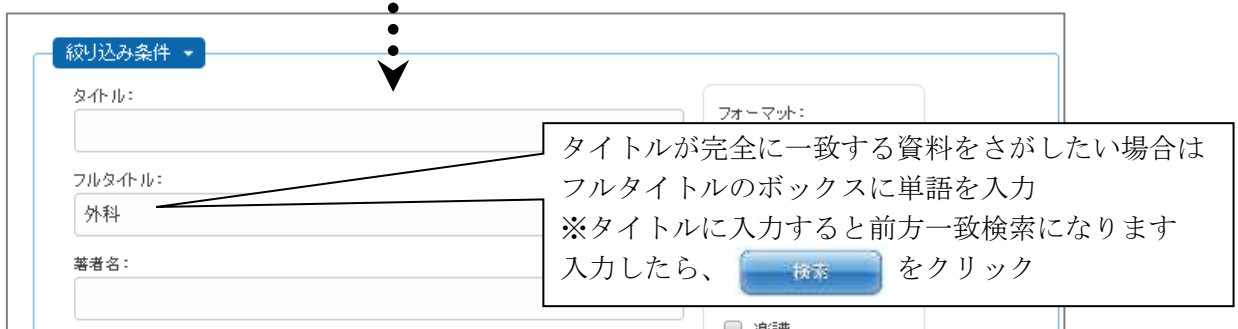 絞り込み条件
タイトル:
フォーマット:
タイトルが完全に一致する資料をさがしたい場合は
フルタイトルのボックスに単語を入力
※タイトルに入力すると前方一致検索になります
入力したら、 検索 をクリック
フルタイトル:
外科
著者名: